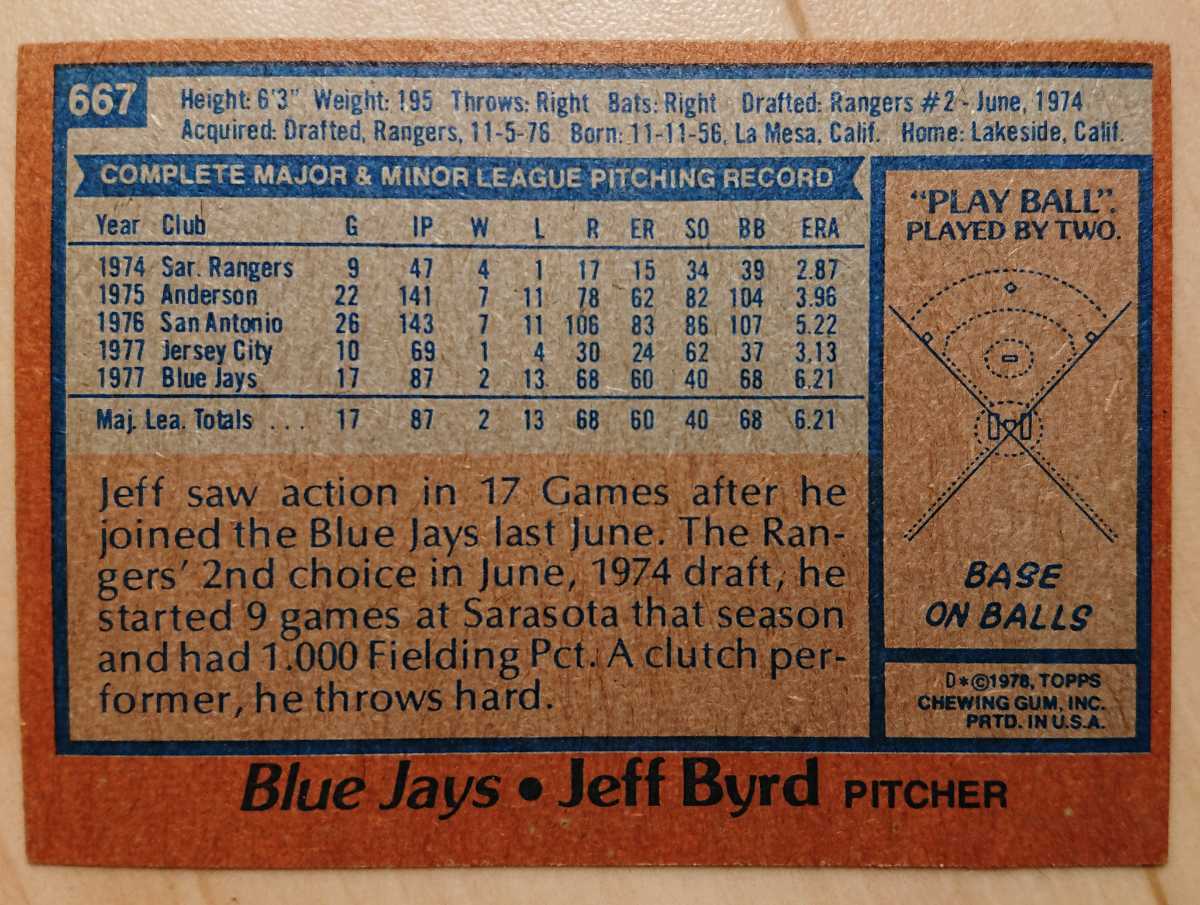 667
Height: 6'3" Weight: 195 Throws: Right Bats: Right Drafted: Rangers #2 - June, 1974
Acquired: Drafted, Rangers, 11-5-76 Born: 11-11-56, La Mesa, Calif. Home: Lakeside, Calif.
COMPLETE MAJOR & MINOR LEAGUE PITCHING RECORD
Year Club G IP W L R ER SO BB ERA
1974 Sar. Rangers 9 47 4 1 17 15 34 39 2.87
1975 Anderson 22 141 7 11 78 62 82 104 3.96
1976 San Antonio 26 143 7 11 106 83 86 107 5.22
1977 Jersey City 10 69 1 4 30 24 62 37 3.13
1977 Blue Jays 17 87 2 13 68 60 40 68 6.21
Maj. Lea. Totals ... 17 87 2 13 68 60 40 68 6.21
Jeff saw action in 17 Games after he
joined the Blue Jays last June. The Ran-
gers' 2nd choice in June, 1974 draft, he
started 9 games at Sarasota that season
and had 1.000 Fielding Pct. A clutch per-
former, he throws hard.
"PLAY BALL".
PLAYED BY TWO.
BASE
ON BALLS
D*©1978, TOPPS
CHEWING GUM, INC.
PRTD. IN U.S.A.
Blue Jays • Jeff Byrd PITCHER